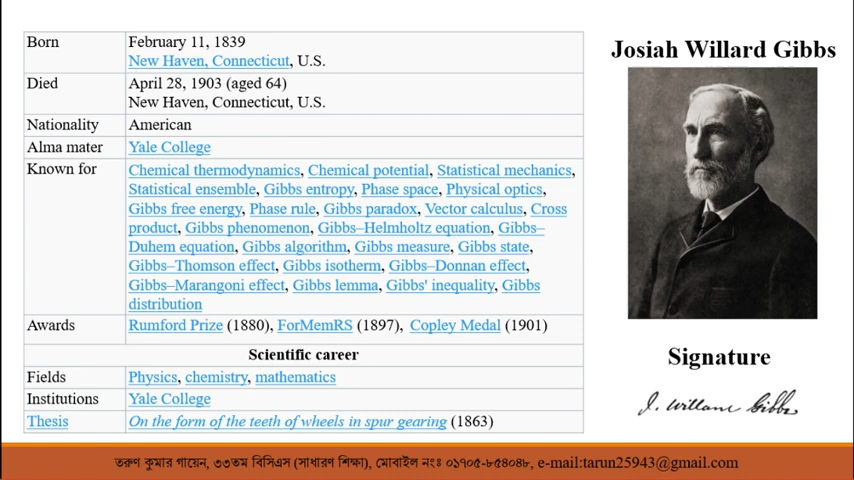 Born February 11, 1839
New Haven, Connecticut, U.S.
Died April 28, 1903 (aged 64)
New Haven, Connecticut, U.S.
Nationality American
Alma mater Yale College
Known for Chemical thermodynamics, Chemical potential, Statistical mechanics,
Statistical ensemble, Gibbs entropy, Phase space, Physical optics,
Gibbs free energy, Phase rule, Gibbs paradox, Vector calculus, Cross
product, Gibbs phenomenon, Gibbs–Helmholtz equation, Gibbs–
Duhem equation, Gibbs algorithm, Gibbs measure, Gibbs state,
Gibbs–Thomson effect, Gibbs isotherm, Gibbs–Donnan effect,
Gibbs–Marangoni effect, Gibbs lemma, Gibbs' inequality, Gibbs
distribution
Awards Rumford Prize (1880), ForMemRS (1897), Copley Medal (1901)
Scientific career
Fields Physics, chemistry, mathematics
Institutions Yale College
Thesis On the form of the teeth of wheels in spur gearing (1863)
Josiah Willard Gibbs
Signature
J. Willard Gibbs
তরুণ কুমার গায়েন, ৩৩তম বিসিএস (সাধারণ শিক্ষা), মোবাইল নংঃ ০১৭০৫-৮৫৪০৪৮, e-mail:tarun25943@gmail.com